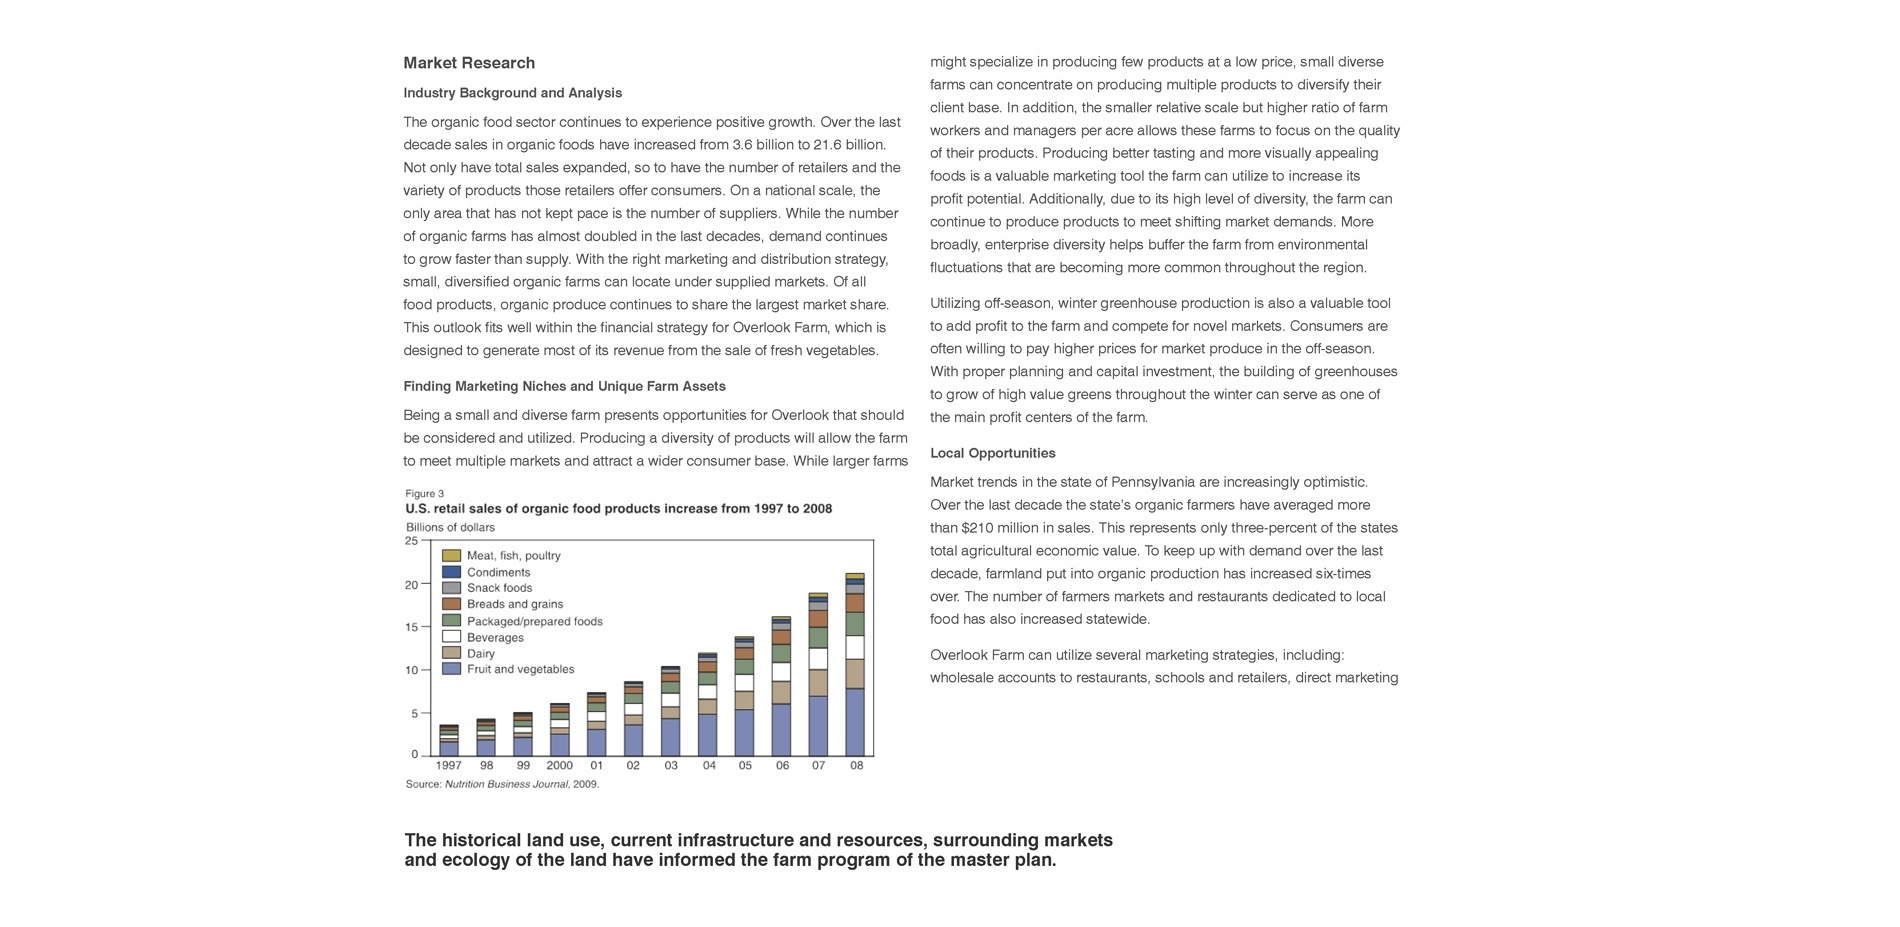 Market Research
Industry Background and Analysis
The organic food sector continues to experience positive growth. Over the last
decade sales in organic foods have increased from 3.6 billion to 21.6 billion.
Not only have total sales expanded, so to have the number of retailers and the
variety of products those retailers offer consumers. On a national scale, the
only area that has not kept pace is the number of suppliers. While the number
of organic farms has almost doubled in the last decades, demand continues
to grow faster than supply. With the right marketing and distribution strategy,
small, diversified organic farms can locate under supplied markets. Of all
food products, organic produce continues to share the largest market share.
This outlook fits well within the financial strategy for Overlook Farm, which is
designed to generate most of its revenue from the sale of fresh vegetables.
Finding Marketing Niches and Unique Farm Assets
Being a small and diverse farm presents opportunities for Overlook that should
be considered and utilized. Producing a diversity of products will allow the farm
to meet multiple markets and attract a wider consumer base. While larger farms
Figure 3
U.S. retail sales of organic food products increase from 1997 to 2008
Billions of dollars
25
20
15
10
5
0
Meat, fish, poultry
Condiments
Snack foods
Breads and grains
Packaged/prepared foods
Beverages
Dairy
Fruit and vegetables
1997 98 99 2000 01 02 03 04 05 06 07 08
Source: Nutrition Business Journal, 2009.
might specialize in producing few products at a low price, small diverse
farms can concentrate on producing multiple products to diversify their
client base. In addition, the smaller relative scale but higher ratio of farm
workers and managers per acre allows these farms to focus on the quality
of their products. Producing better tasting and more visually appealing
foods is a valuable marketing tool the farm can utilize to increase its
profit potential. Additionally, due to its high level of diversity, the farm can
continue to produce products to meet shifting market demands. More
broadly, enterprise diversity helps buffer the farm from environmental
fluctuations that are becoming more common throughout the region.
Utilizing off-season, winter greenhouse production is also a valuable tool
to add profit to the farm and compete for novel markets. Consumers are
often willing to pay higher prices for market produce in the off-season.
With proper planning and capital investment, the building of greenhouses
to grow of high value greens throughout the winter can serve as one of
the main profit centers of the farm.
Local Opportunities
Market trends in the state of Pennsylvania are increasingly optimistic.
Over the last decade the state's organic farmers have averaged more
than $210 million in sales. This represents only three-percent of the states
total agricultural economic value. To keep up with demand over the last
decade, farmland put into organic production has increased six-times
over. The number of farmers markets and restaurants dedicated to local
food has also increased statewide.
Overlook Farm can utilize several marketing strategies, including:
wholesale accounts to restaurants, schools and retailers, direct marketing
The historical land use, current infrastructure and resources, surrounding markets
and ecology of the land have informed the farm program of the master plan.